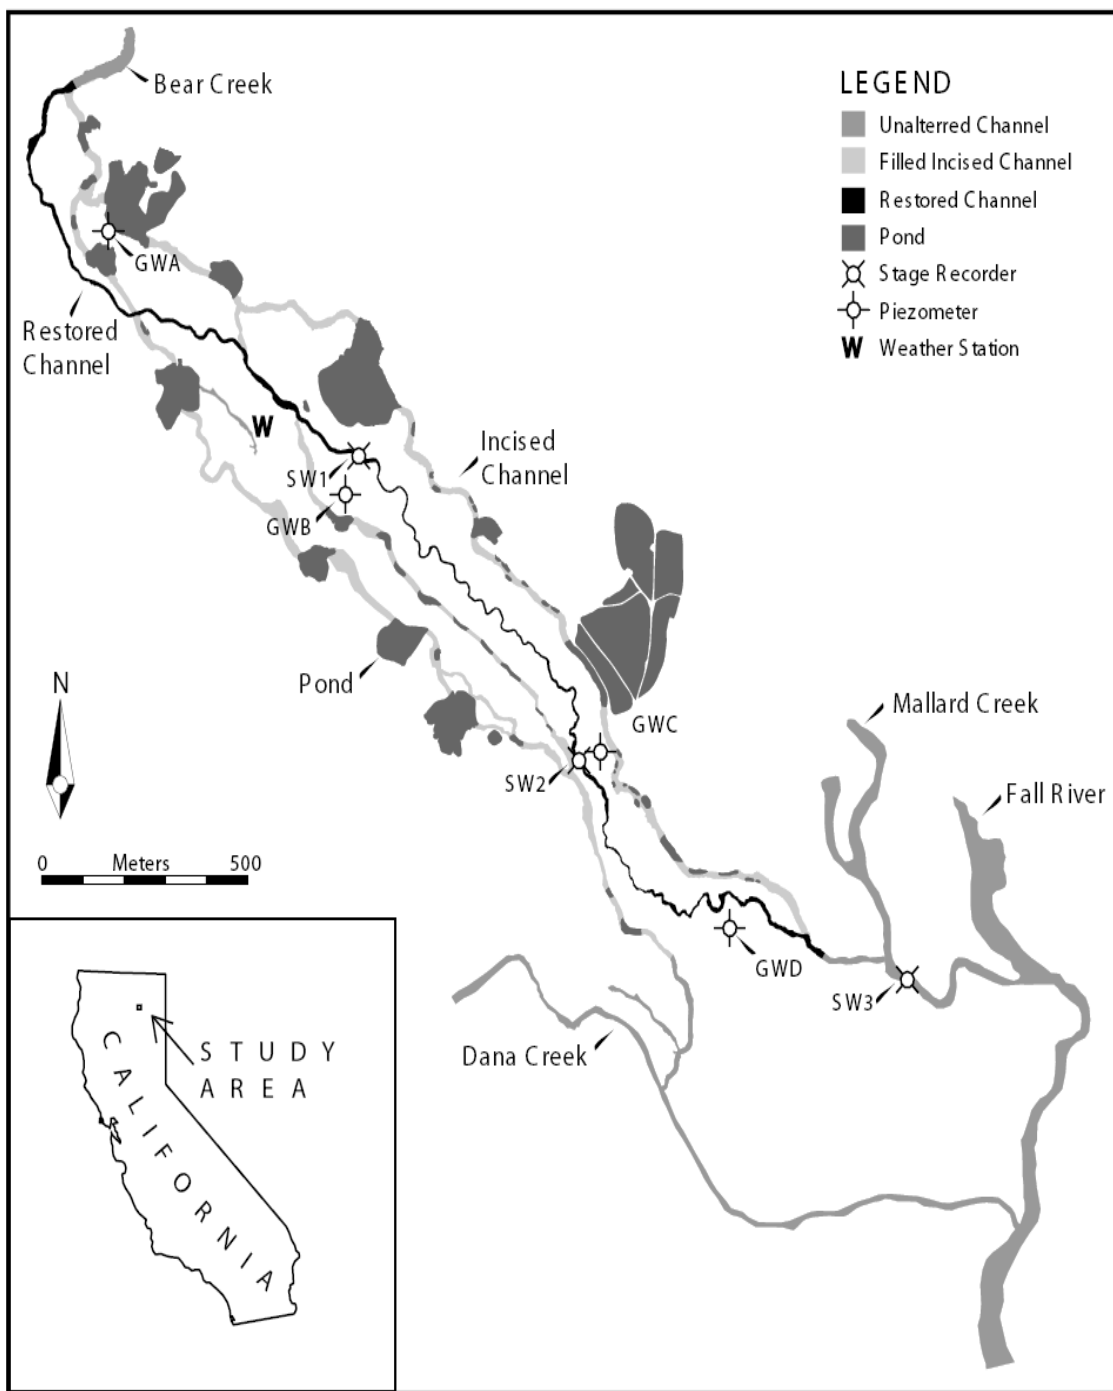 Bear Creek
LEGEND
Unalterred Channel
Filled Incised Channel
Restored Channel
Pond
Stage Recorder
Piezometer
W Weather Station
GWA
Restored
Channel
W
Incised
Channel
SW1
GWB
Pond
N
GWC
Mallard Creek
SW2
Fall River
0 Meters 500
GWD
SW3
Dana Creek
STUDY
AREA
CALIFORNIA